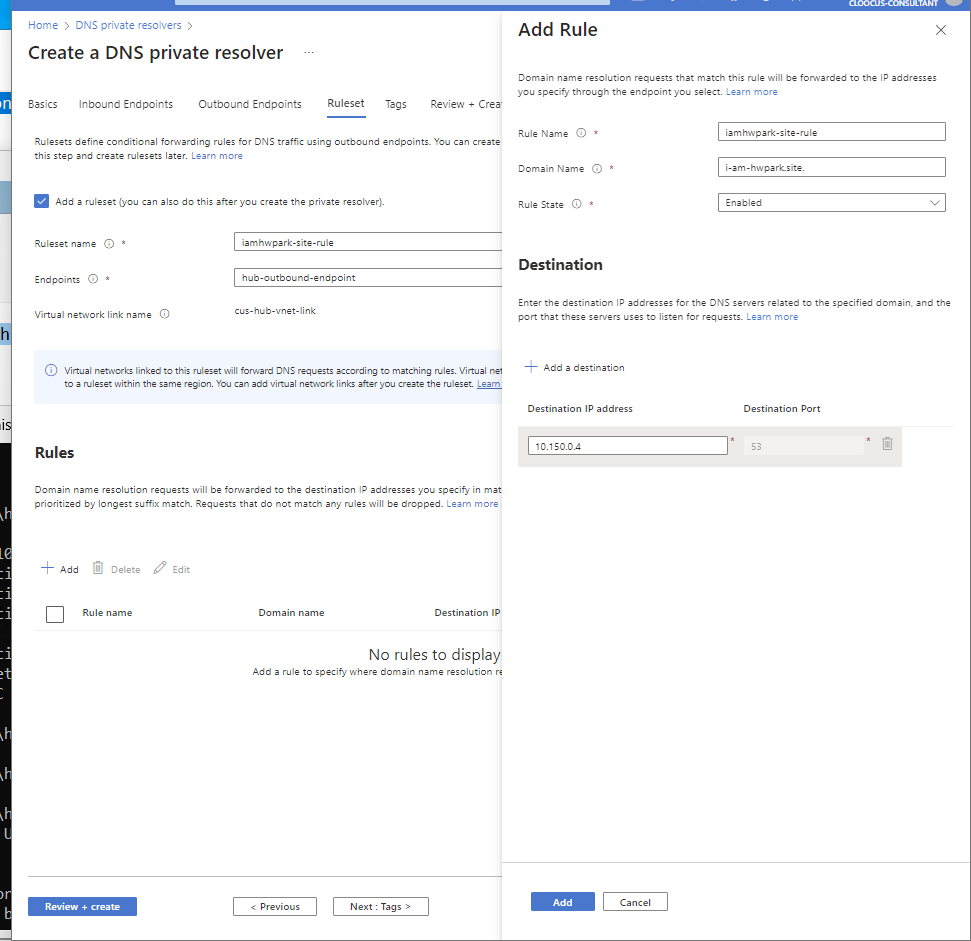 CLOOCUS-CONSULTANT
Home > DNS private resolvers >
Create a DNS private resolver ...
Basics Inbound Endpoints Outbound Endpoints Ruleset Tags Review + Crea
Rulesets define conditional forwarding rules for DNS traffic using outbound endpoints. You can create
this step and create rulesets later. Learn more
Add a ruleset (you can also do this after you create the private resolver).
Ruleset name * iamhwpark-site-rule
Endpoints * hub-outbound-endpoint
Virtual network link name cus-hub-vnet-link
Virtual networks linked to this ruleset will forward DNS requests according to matching rules. Virtual net
to a ruleset within the same region. You can add virtual network links after you create the ruleset. Learn
Rules
Domain name resolution requests will be forwarded to the destination IP addresses you specify in mat
prioritized by longest suffix match. Requests that do not match any rules will be dropped. Learn more
+ Add Delete Edit
Rule name Domain name Destination IP
No rules to display
Add a rule to specify where domain name resolution re
Review + create < Previous Next : Tags >
Add Rule
Domain name resolution requests that match this rule will be forwarded to the IP addresses
you specify through the endpoint you select. Learn more
Rule Name * iamhwpark-site-rule
Domain Name * i-am-hwpark.site.
Rule State * Enabled
Destination
Enter the destination IP addresses for the DNS servers related to the specified domain, and the
port that these servers uses to listen for requests. Learn more
+ Add a destination
Destination IP address Destination Port
10.150.0.4 * 53 *
Add Cancel